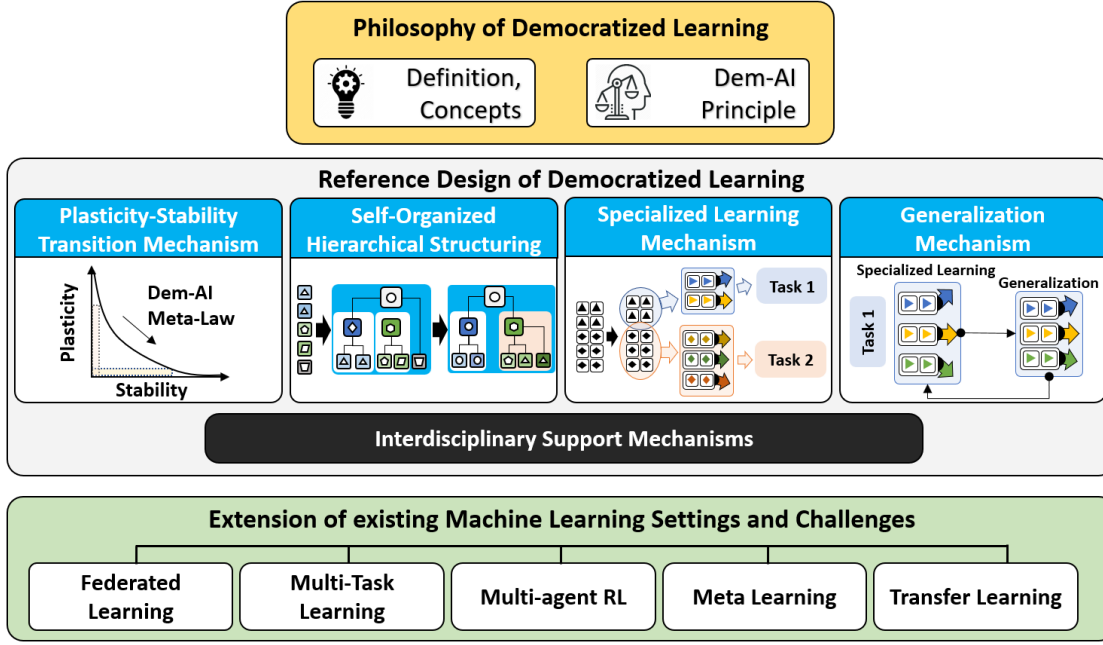 Philosophy of Democratized Learning
Definition,
Concepts
Dem-AI
Principle
Reference Design of Democratized Learning
Plasticity-Stability
Transition Mechanism
Self-Organized
Hierarchical Structuring
Specialized Learning
Mechanism
Generalization
Mechanism
Plasticity
Dem-AI
Meta-Law
Stability
Task 1
Task 2
Specialized Learning
Generalization
Task 1
Interdisciplinary Support Mechanisms
Extension of existing Machine Learning Settings and Challenges
Federated
Learning
Multi-Task
Learning
Multi-agent RL
Meta Learning
Transfer Learning